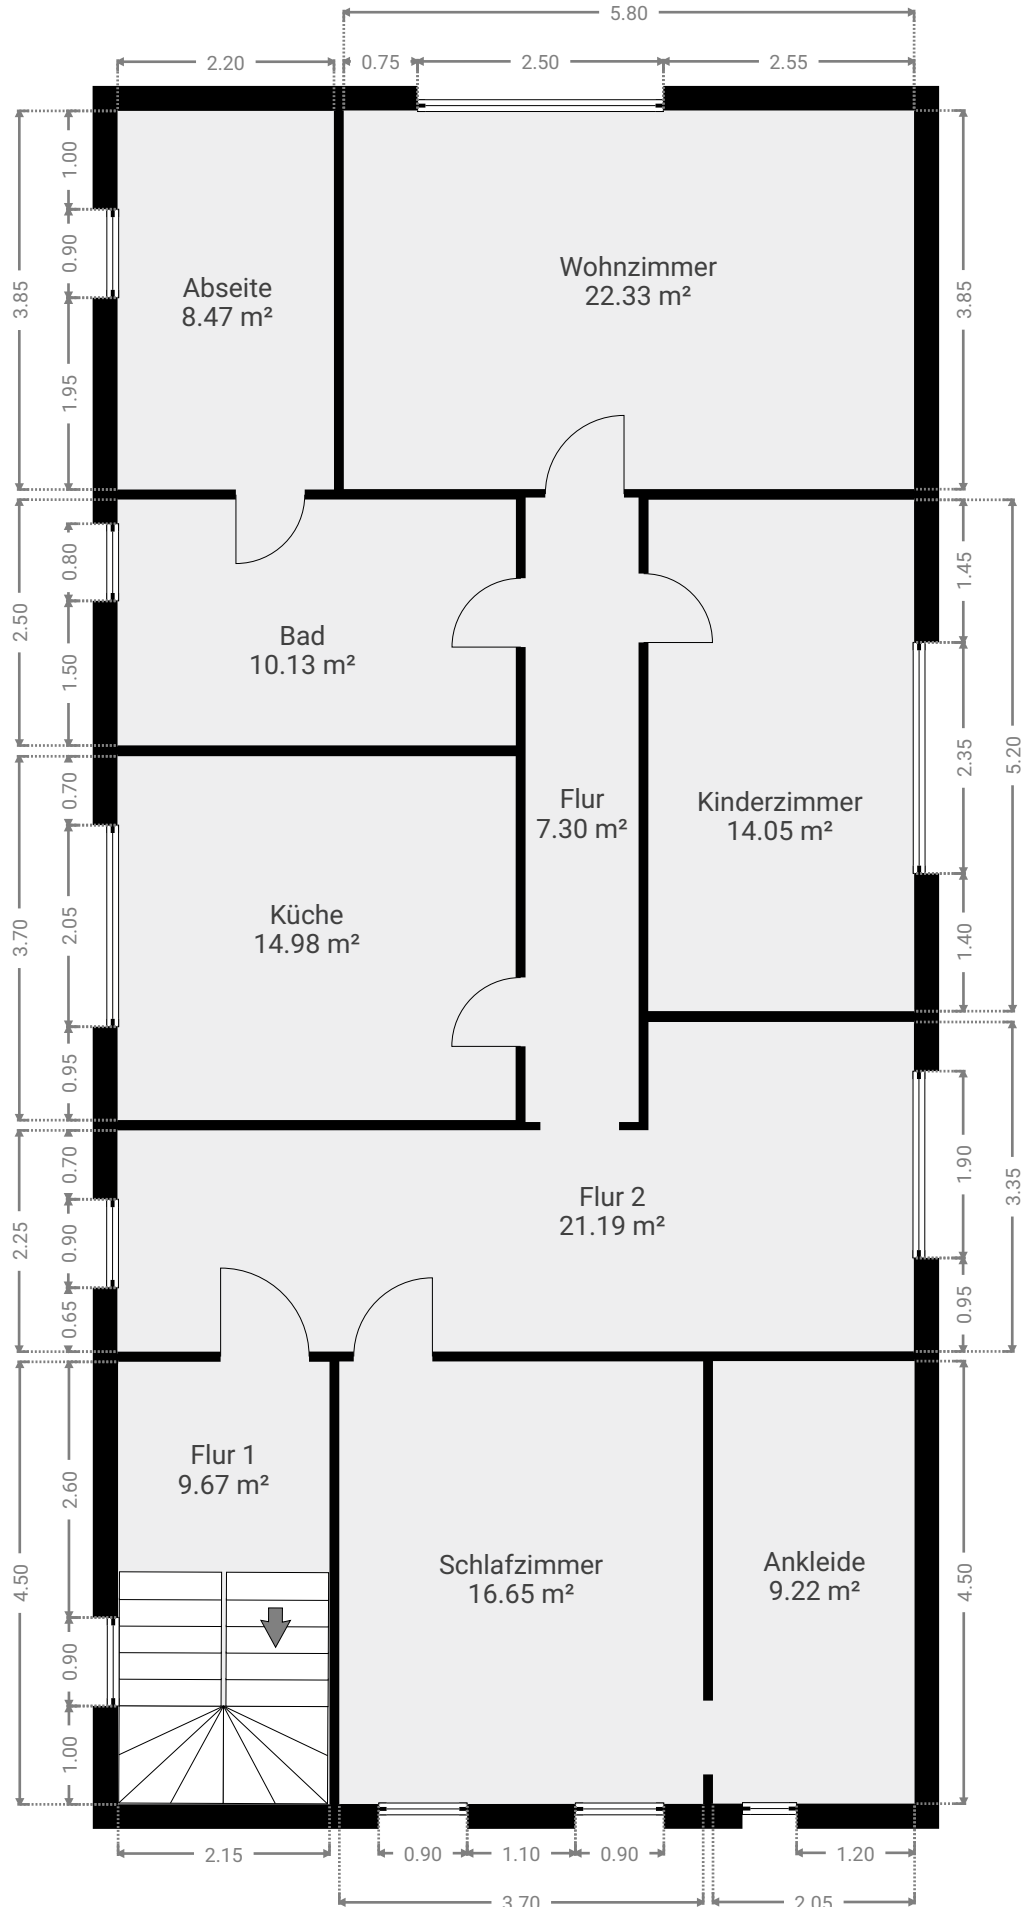 5.80
2.20
0.75
2.50
2.55
1.00
0.90
3.85
1.95
Abseite
8.47 m²
Wohnzimmer
22.33 m²
3.85
0.80
2.50
1.50
Bad
10.13 m²
1.45
2.35
5.20
1.40
Flur
7.30 m²
Kinderzimmer
14.05 m²
0.70
2.05
3.70
0.95
Küche
14.98 m²
0.70
2.25
0.90
0.65
Flur 2
21.19 m²
1.90
3.35
0.95
2.60
4.50
0.90
1.00
Flur 1
9.67 m²
Schlafzimmer
16.65 m²
Ankleide
9.22 m²
4.50
2.15
0.90
1.10
0.90
1.20
3.70
2.05